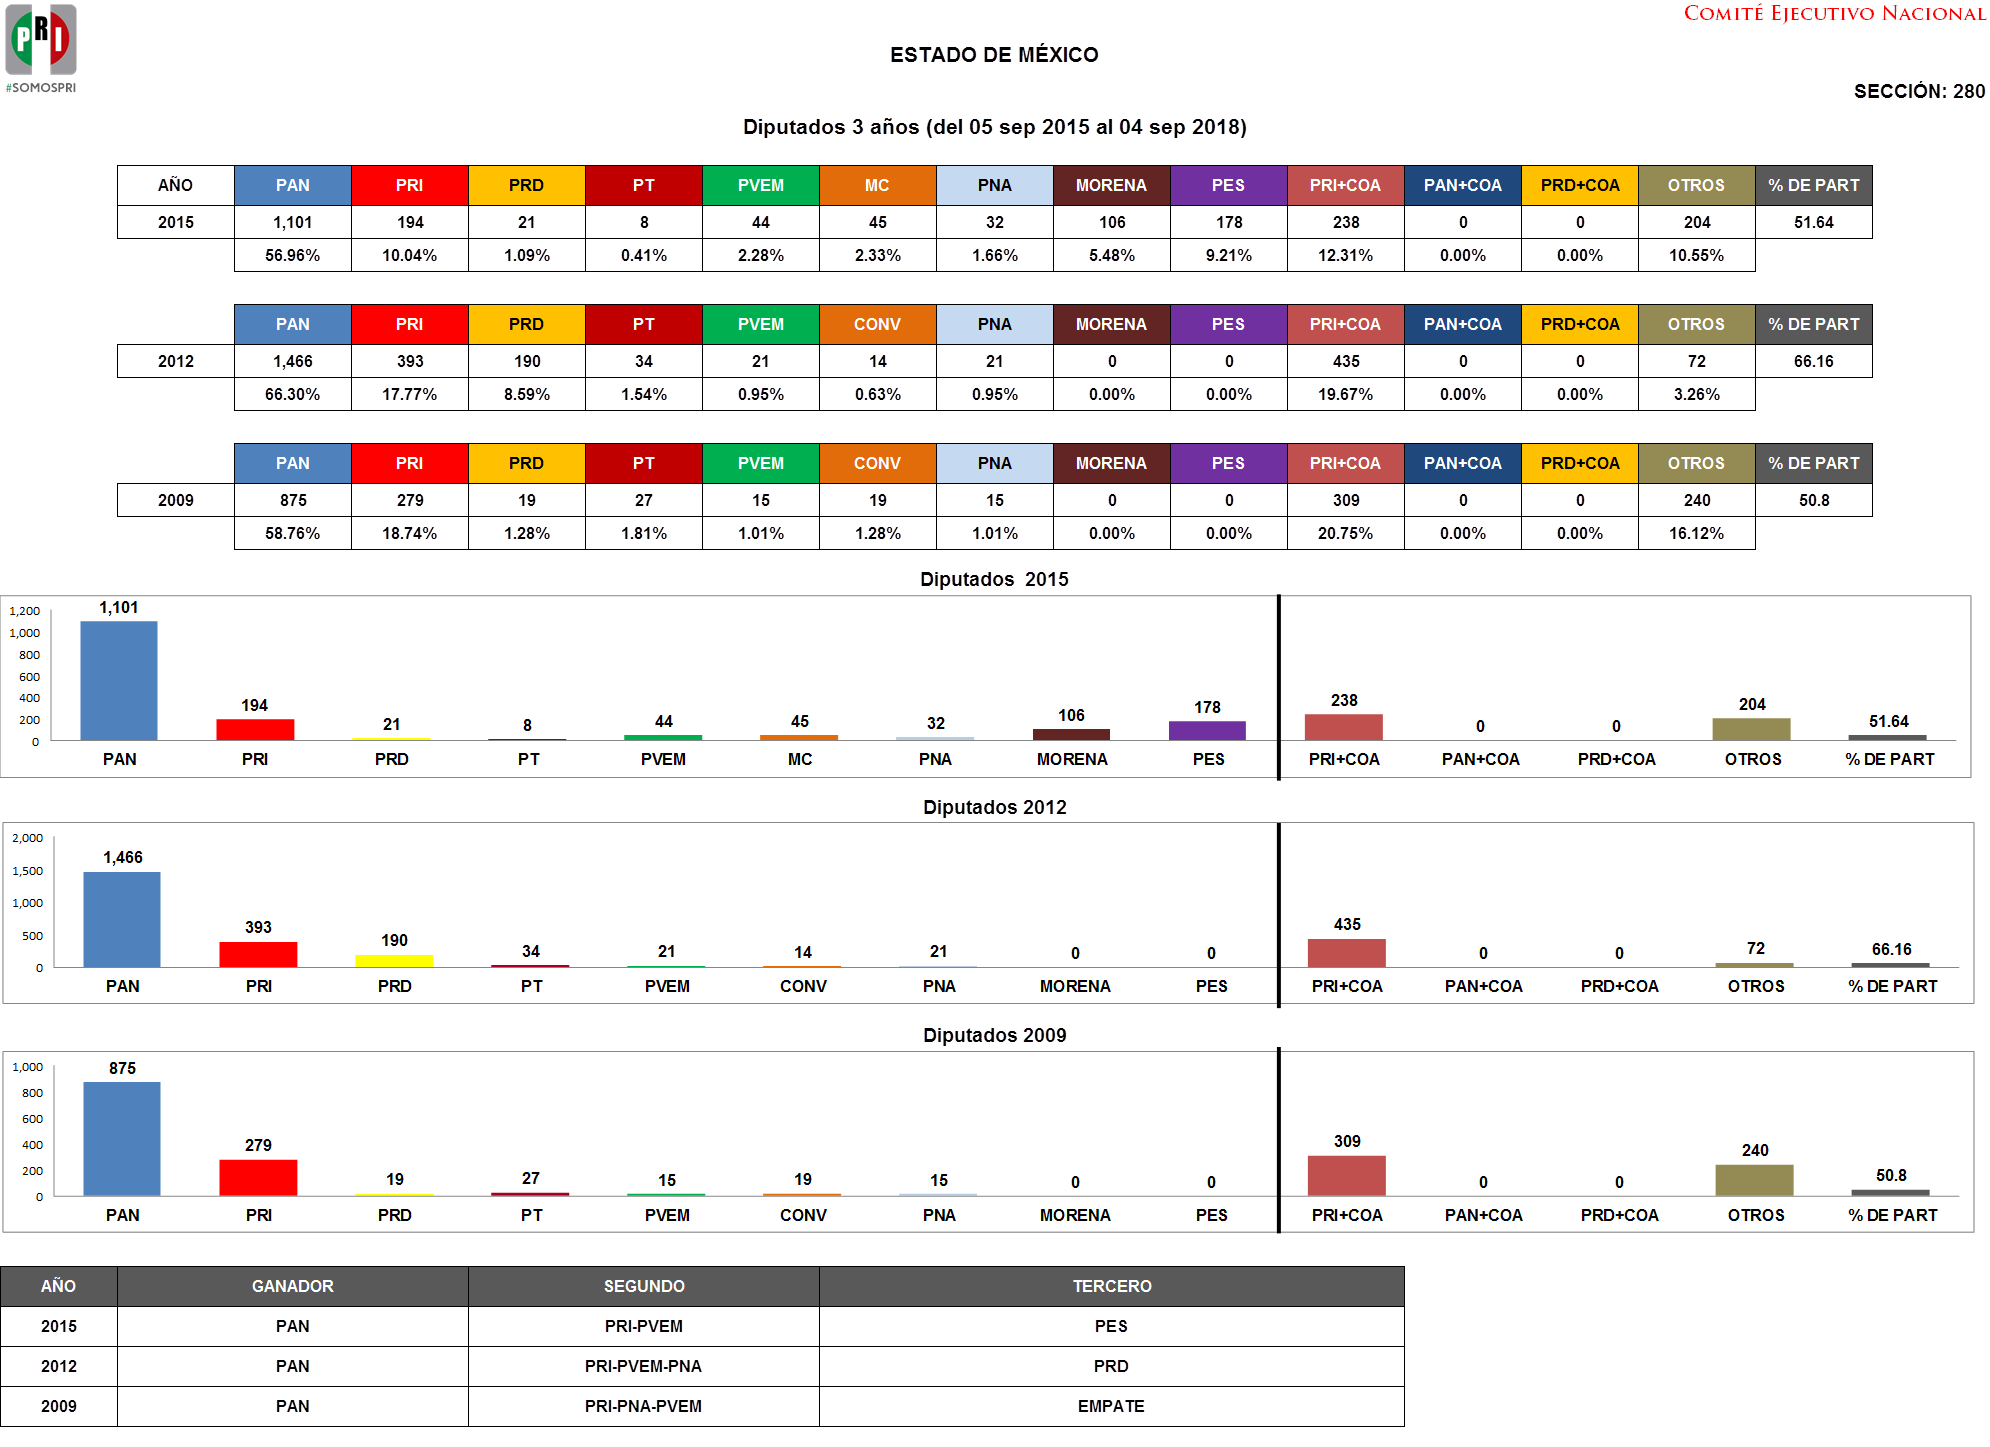 PRI
#SOMOSPRI
COMITÉ EJECUTIVO NACIONAL
ESTADO DE MÉXICO
SECCIÓN: 280
Diputados 3 años (del 05 sep 2015 al 04 sep 2018)
AÑO PAN PRI PRD PT PVEM MC PNA MORENA PES PRI+COA PAN+COA PRD+COA OTROS % DE PART
2015 1,101 194 21 8 44 45 32 106 178 238 0 0 204 51.64
56.96% 10.04% 1.09% 0.41% 2.28% 2.33% 1.66% 5.48% 9.21% 12.31% 0.00% 0.00% 10.55%
PAN PRI PRD PT PVEM CONV PNA MORENA PES PRI+COA PAN+COA PRD+COA OTROS % DE PART
2012 1,466 393 190 34 21 14 21 0 0 435 0 0 72 66.16
66.30% 17.77% 8.59% 1.54% 0.95% 0.63% 0.95% 0.00% 0.00% 19.67% 0.00% 0.00% 3.26%
PAN PRI PRD PT PVEM CONV PNA MORENA PES PRI+COA PAN+COA PRD+COA OTROS % DE PART
2009 875 279 19 27 15 19 15 0 0 309 0 0 240 50.8
58.76% 18.74% 1.28% 1.81% 1.01% 1.28% 1.01% 0.00% 0.00% 20.75% 0.00% 0.00% 16.12%
Diputados 2015
1,200
1,000
800
600
400
200
0
1,101 194 21 8 44 45 32 106 178 238 0 0 204 51.64
PAN PRI PRD PT PVEM MC PNA MORENA PES PRI+COA PAN+COA PRD+COA OTROS % DE PART
Diputados 2012
2,000
1,500
1,000
500
0
1,466 393 190 34 21 14 21 0 0 435 0 0 72 66.16
PAN PRI PRD PT PVEM CONV PNA MORENA PES PRI+COA PAN+COA PRD+COA OTROS % DE PART
Diputados 2009
1,000
800
600
400
200
0
875 279 19 27 15 19 15 0 0 309 0 0 240 50.8
PAN PRI PRD PT PVEM CONV PNA MORENA PES PRI+COA PAN+COA PRD+COA OTROS % DE PART
AÑO GANADOR SEGUNDO TERCERO
2015 PAN PRI-PVEM PES
2012 PAN PRI-PVEM-PNA PRD
2009 PAN PRI-PNA-PVEM EMPATE